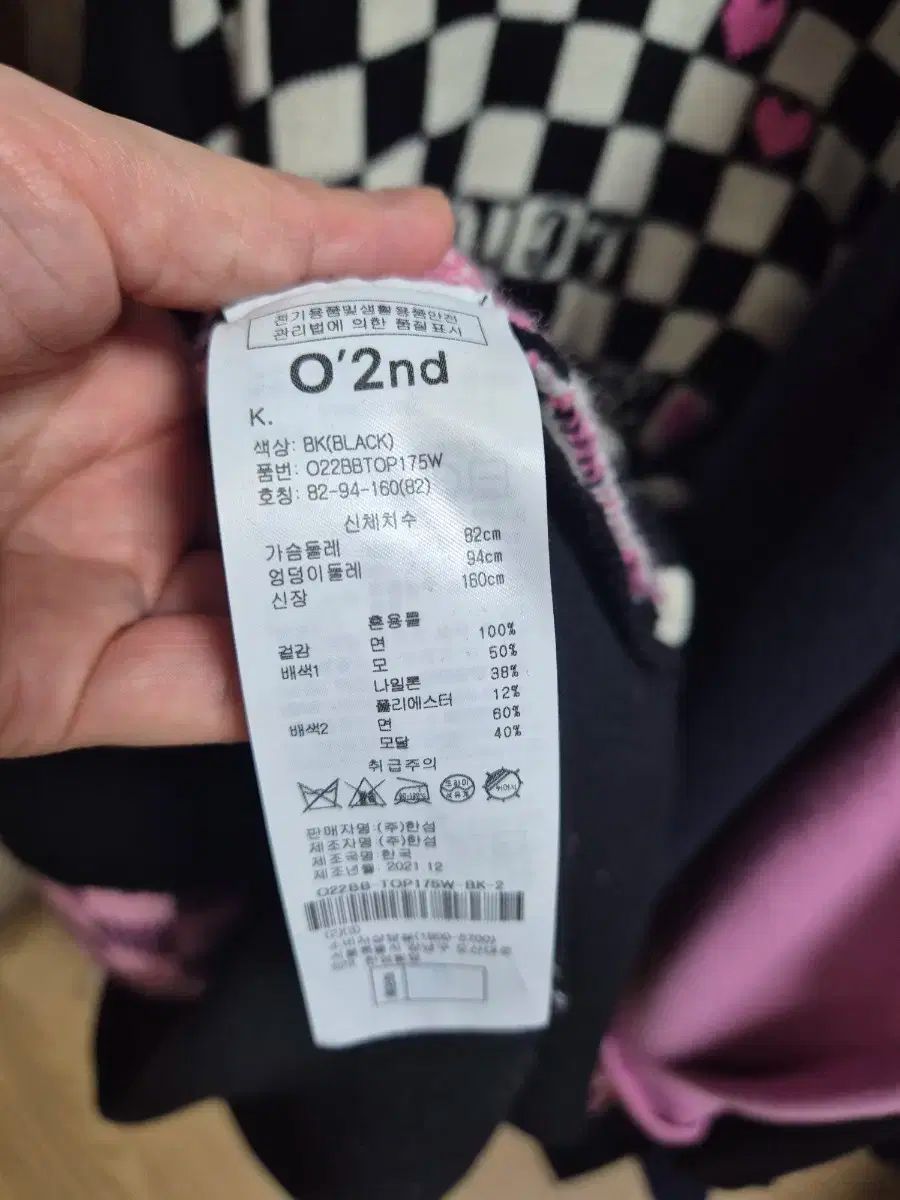 전기용품및생활용품안전
관리법에 의한 품질표시
O'2nd
K.
색상: BK(BLACK)
품번: O22BBTOP175W
호칭: 82-94-160(82)
신체치수
가슴둘레 82cm
엉덩이둘레 94cm
신장 160cm
혼용률
겉감 면 100%
배색1 모 50%
나일론 38%
폴리에스터 12%
배색2 면 60%
모달 40%
취급주의
드라이
석유계
판매자명:(주)한섬
제조자명:(주)한섬
제조국명:한국
제조년월: 2021.12
O22BB-TOP175W-BK-2